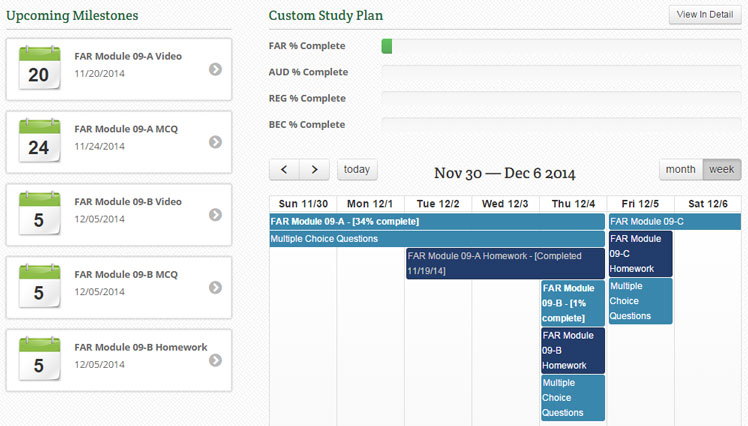 Upcoming Milestones
20
FAR Module 09-A Video
11/20/2014
24
FAR Module 09-A MCQ
11/24/2014
5
FAR Module 09-B Video
12/05/2014
5
FAR Module 09-B MCQ
12/05/2014
5
FAR Module 09-B Homework
12/05/2014
Custom Study Plan
View In Detail
FAR % Complete
AUD % Complete
REG % Complete
BEC % Complete
today
Nov 30 — Dec 6 2014
month
week
Sun 11/30
Mon 12/1
Tue 12/2
Wed 12/3
Thu 12/4
Fri 12/5
Sat 12/6
FAR Module 09-A - [34% complete]
Multiple Choice Questions
FAR Module 09-A Homework - [Completed
11/19/14]
FAR Module
09-B - [1%
complete]
FAR Module
09-B
Homework
Multiple
Choice
Questions
FAR Module 09-C
FAR Module
09-C
Homework
Multiple
Choice
Questions